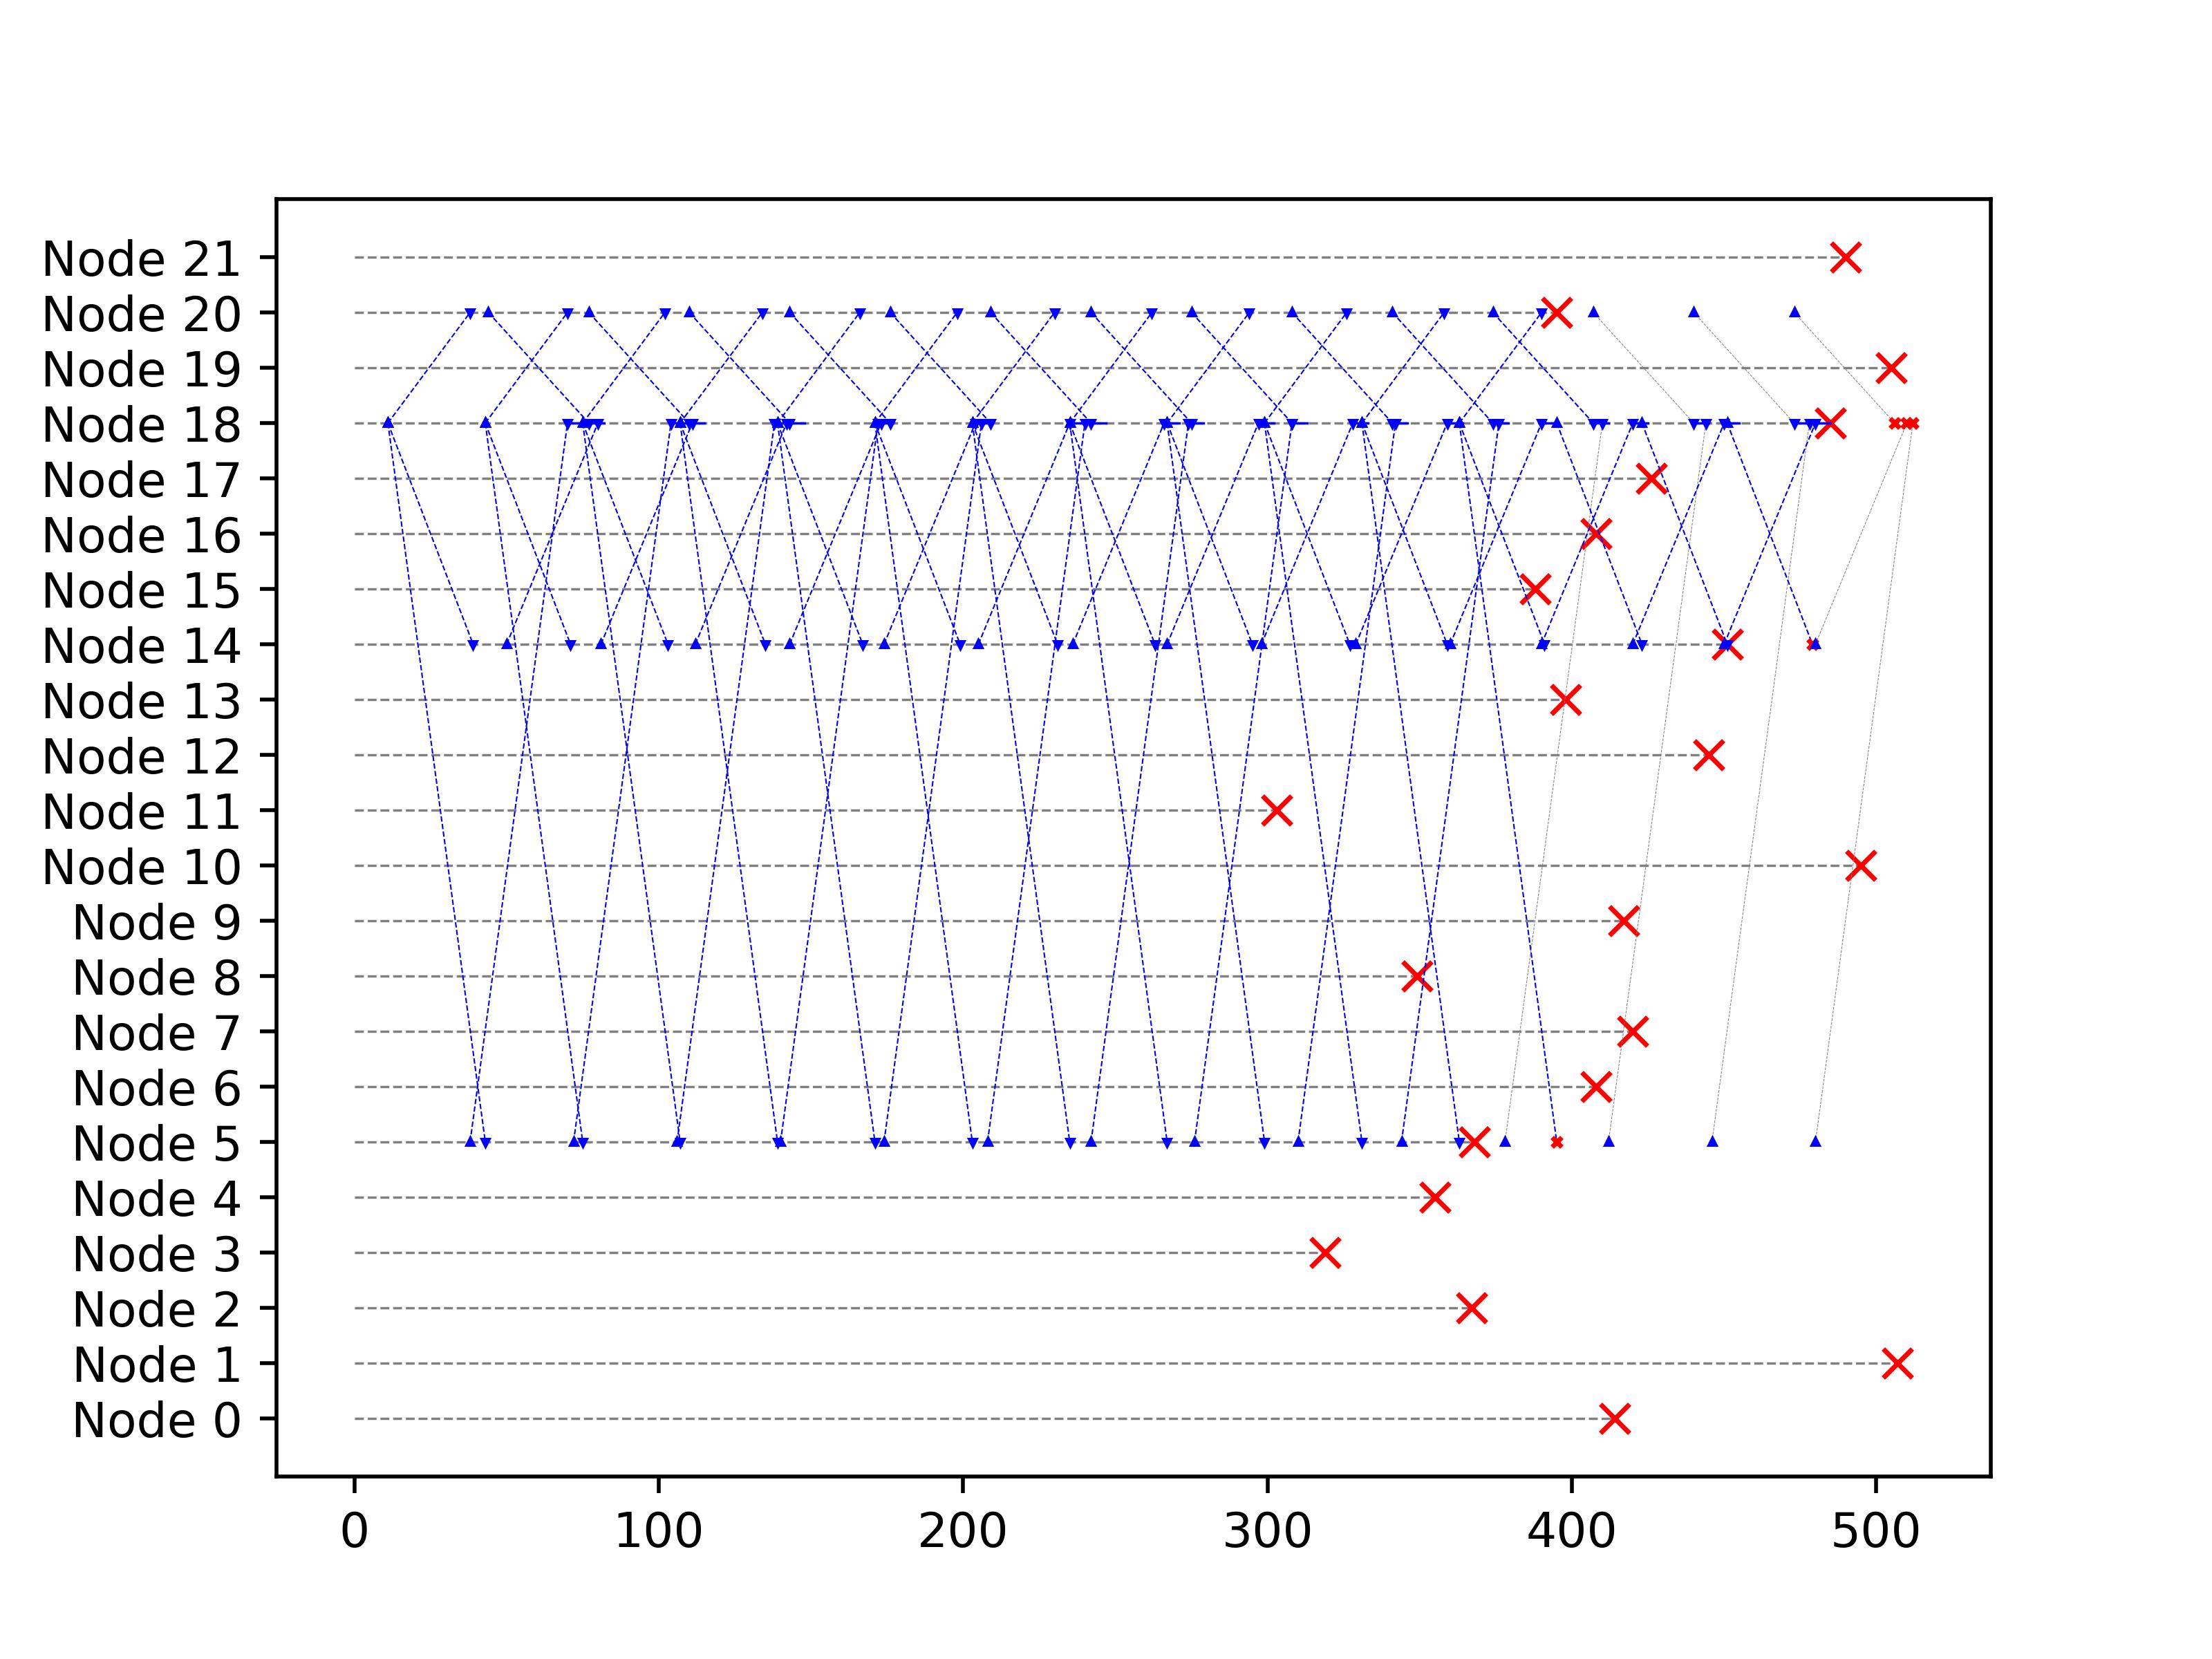 Node 21
Node 20
Node 19
Node 18
Node 17
Node 16
Node 15
Node 14
Node 13
Node 12
Node 11
Node 10
Node 9
Node 8
Node 7
Node 6
Node 5
Node 4
Node 3
Node 2
Node 1
Node 0
0 100 200 300 400 500